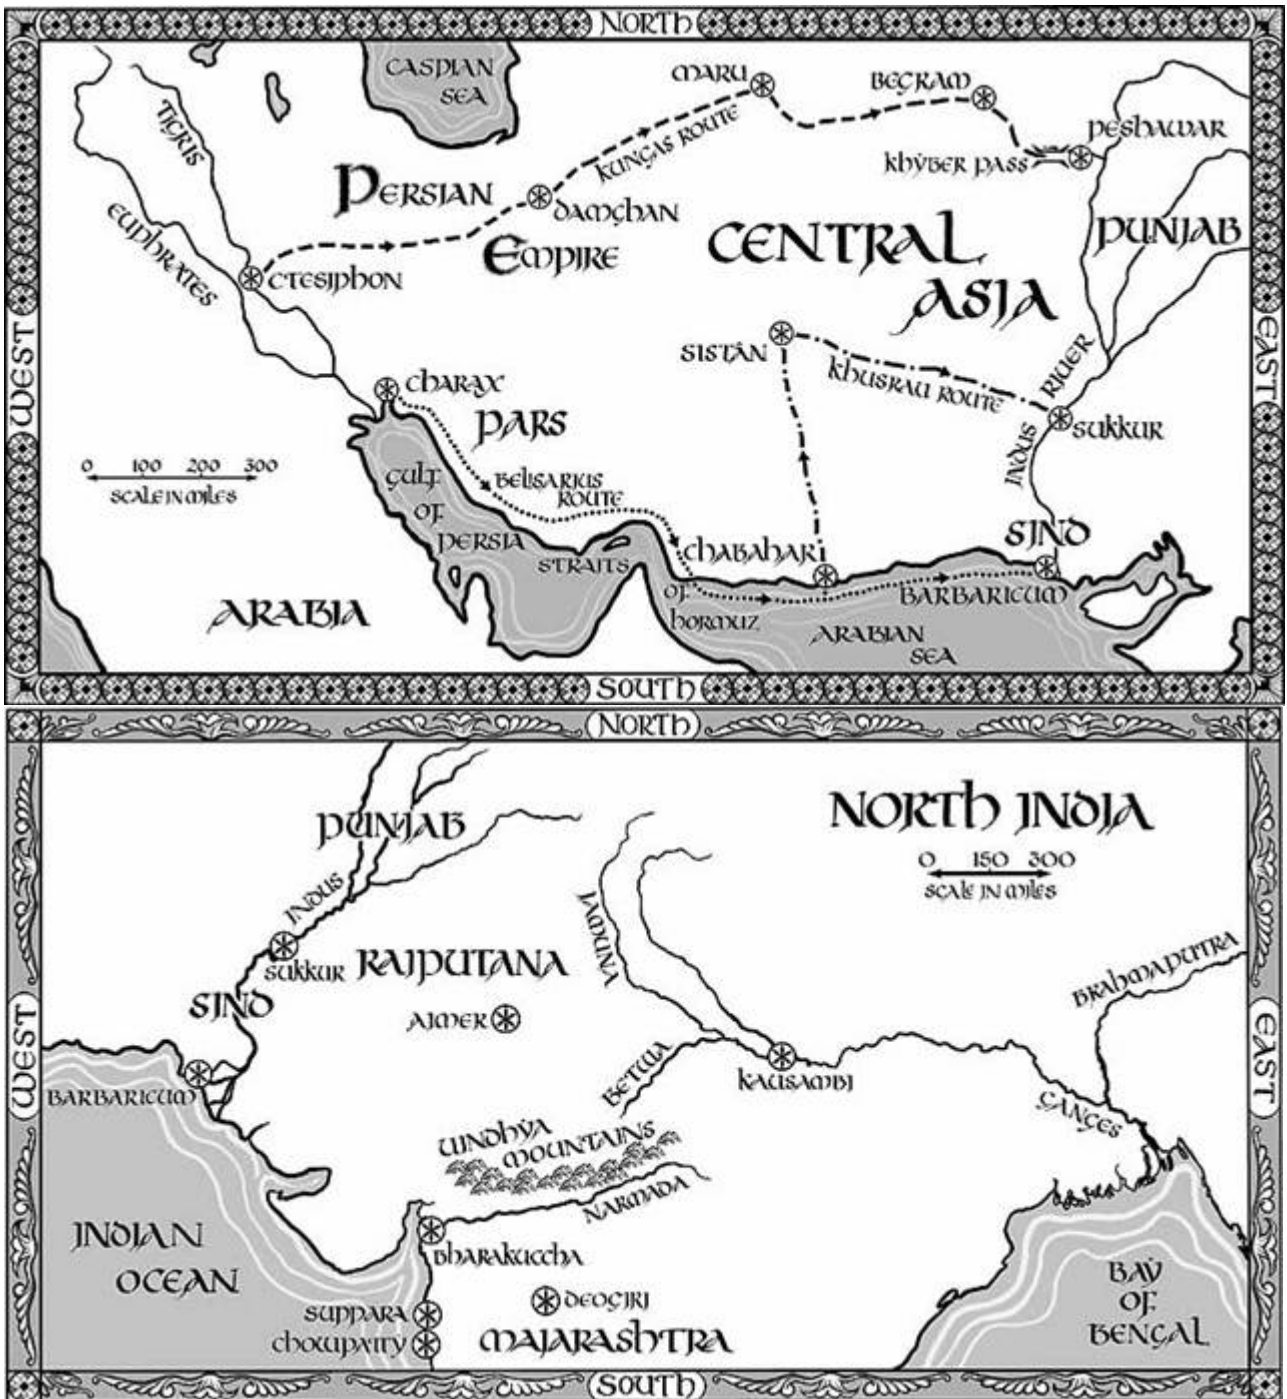 NORTH
CASPIAN
SEA
MARU
BEGRAM
TIGRIS
KUNGAS ROUTE
PESHAWAR
KHYBER PASS
PERSIAN
EMPIRE
DAMGHAN
EUPHRATES
CTESIPHON
CENTRAL
ASIA
PUNJAB
WEST
EAST
SISTAN
KHUSRAU ROUTE
INDUS RIVER
SUKKUR
CHARAX
PARS
0 100 200 300
SCALE IN MILES
GULF
OF
PERSIA
BELISARIUS
ROUTE
STRAITS
OF
HORMUZ
CHABAHAR
SIND
BARBARICUM
ARABIA
ARABIAN
SEA
SOUTH
NORTH
PUNJAB
NORTH INDIA
0 150 300
SCALE IN MILES
INDUS
SUKKUR
RAJPUTANA
JAMUNA
SIND
AJMER
BRAHMAPUTRA
WEST
EAST
BARBARICUM
BETWA
KAUSAMBI
GANGES
VINDHYA
MOUNTAINS
NARMADA
INDIAN
OCEAN
BHARAKUCCHA
SUPPARA
CHOWPATTY
DEOGIRI
MAJARASHTRA
BAY
OF
BENGAL
SOUTH